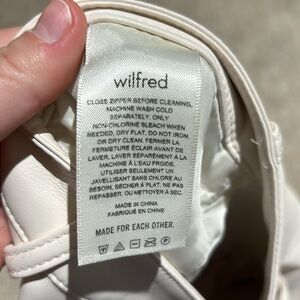 wilfred
CLOSE ZIPPER BEFORE CLEANING,
MACHINE WASH COLD
SEPARATELY, ONLY
NON-CHLORINE BLEACH WHEN
NEEDED, DRY FLAT, DO NOT IRON
OR DRY CLEAN. FERMER LA
FERMETURE ÉCLAIR AVANT DE
LAVER, LAVER SÉPARÉMENT À LA
MACHINE À L'EAU FROIDE,
UTILISER SEULEMENT UN
JAVELLISANT SANS CHLORE AU
BESOIN, SÉCHER À PLAT, NE PAS
REPASSER, OU NETTOYER À SEC.
MADE IN CHINA
FABRIQUÉ EN CHINE
MADE FOR EACH OTHER.